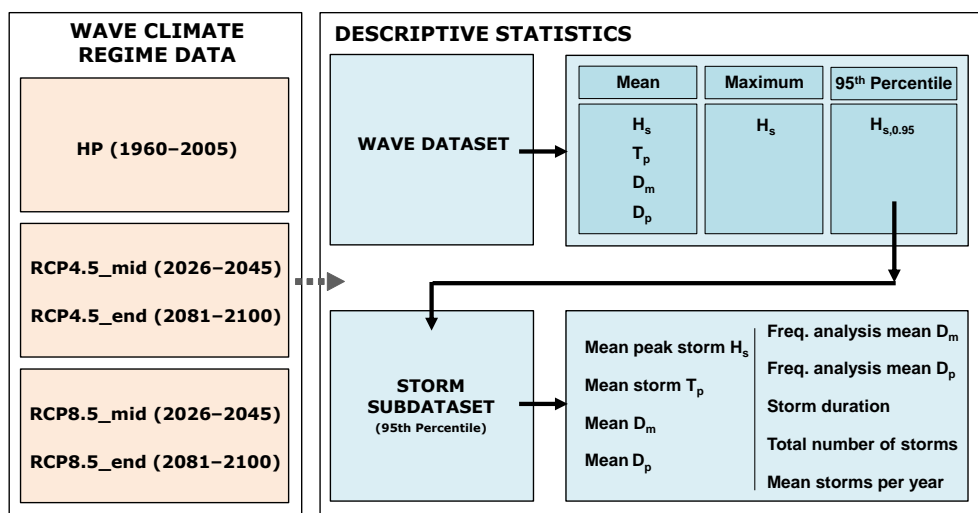 WAVE CLIMATE
REGIME DATA
HP (1960–2005)
RCP4.5_mid (2026–2045)
RCP4.5_end (2081–2100)
RCP8.5_mid (2026–2045)
RCP8.5_end (2081–2100)
DESCRIPTIVE STATISTICS
WAVE DATASET
Mean
Maximum
95th Percentile
Hs
Tp
Dm
Dp
Hs
Hs,0.95
STORM
SUBDATASET
(95th Percentile)
Mean peak storm Hs
Mean storm Tp
Mean Dm
Mean Dp
Freq. analysis mean Dm
Freq. analysis mean Dp
Storm duration
Total number of storms
Mean storms per year